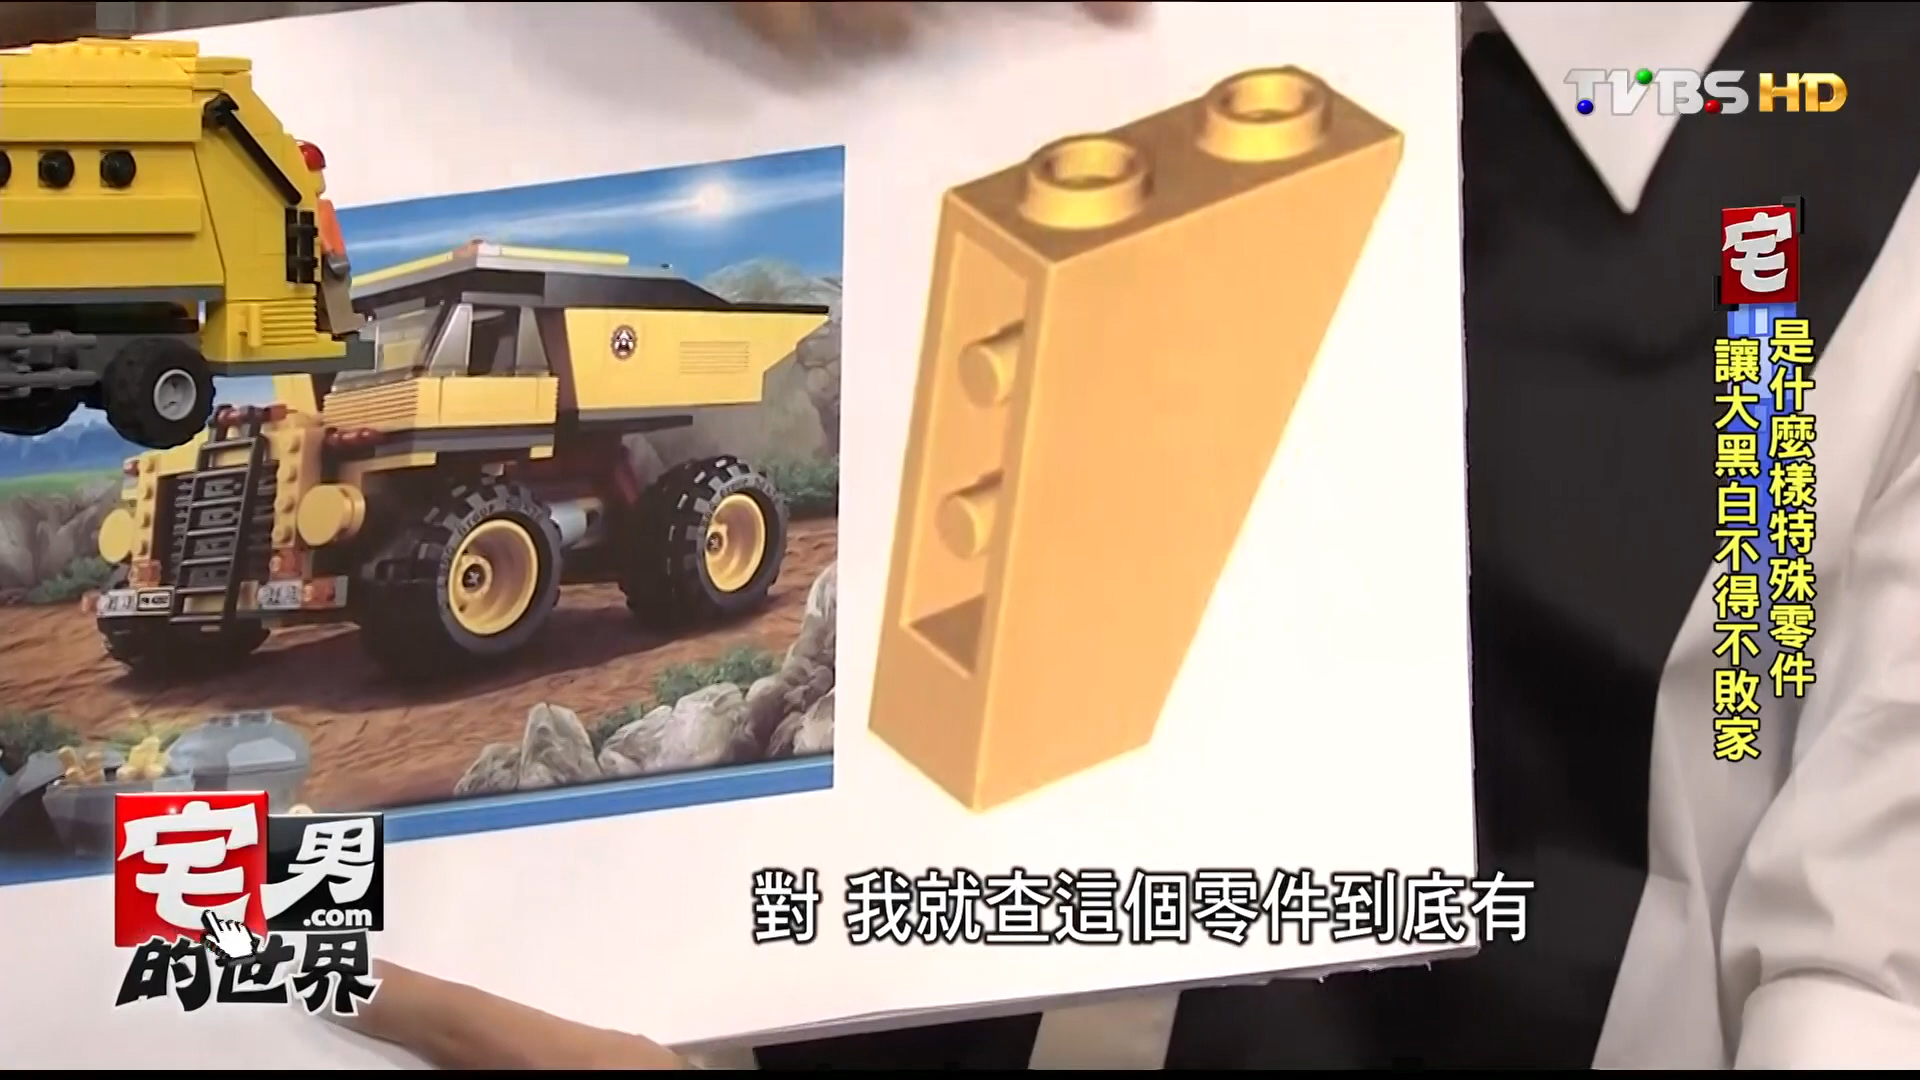 TVBS HD
宅
是什麼樣特殊零件
讓大黑白不得不敗家
對 我就查這個零件到底有
宅男
.com
的世界